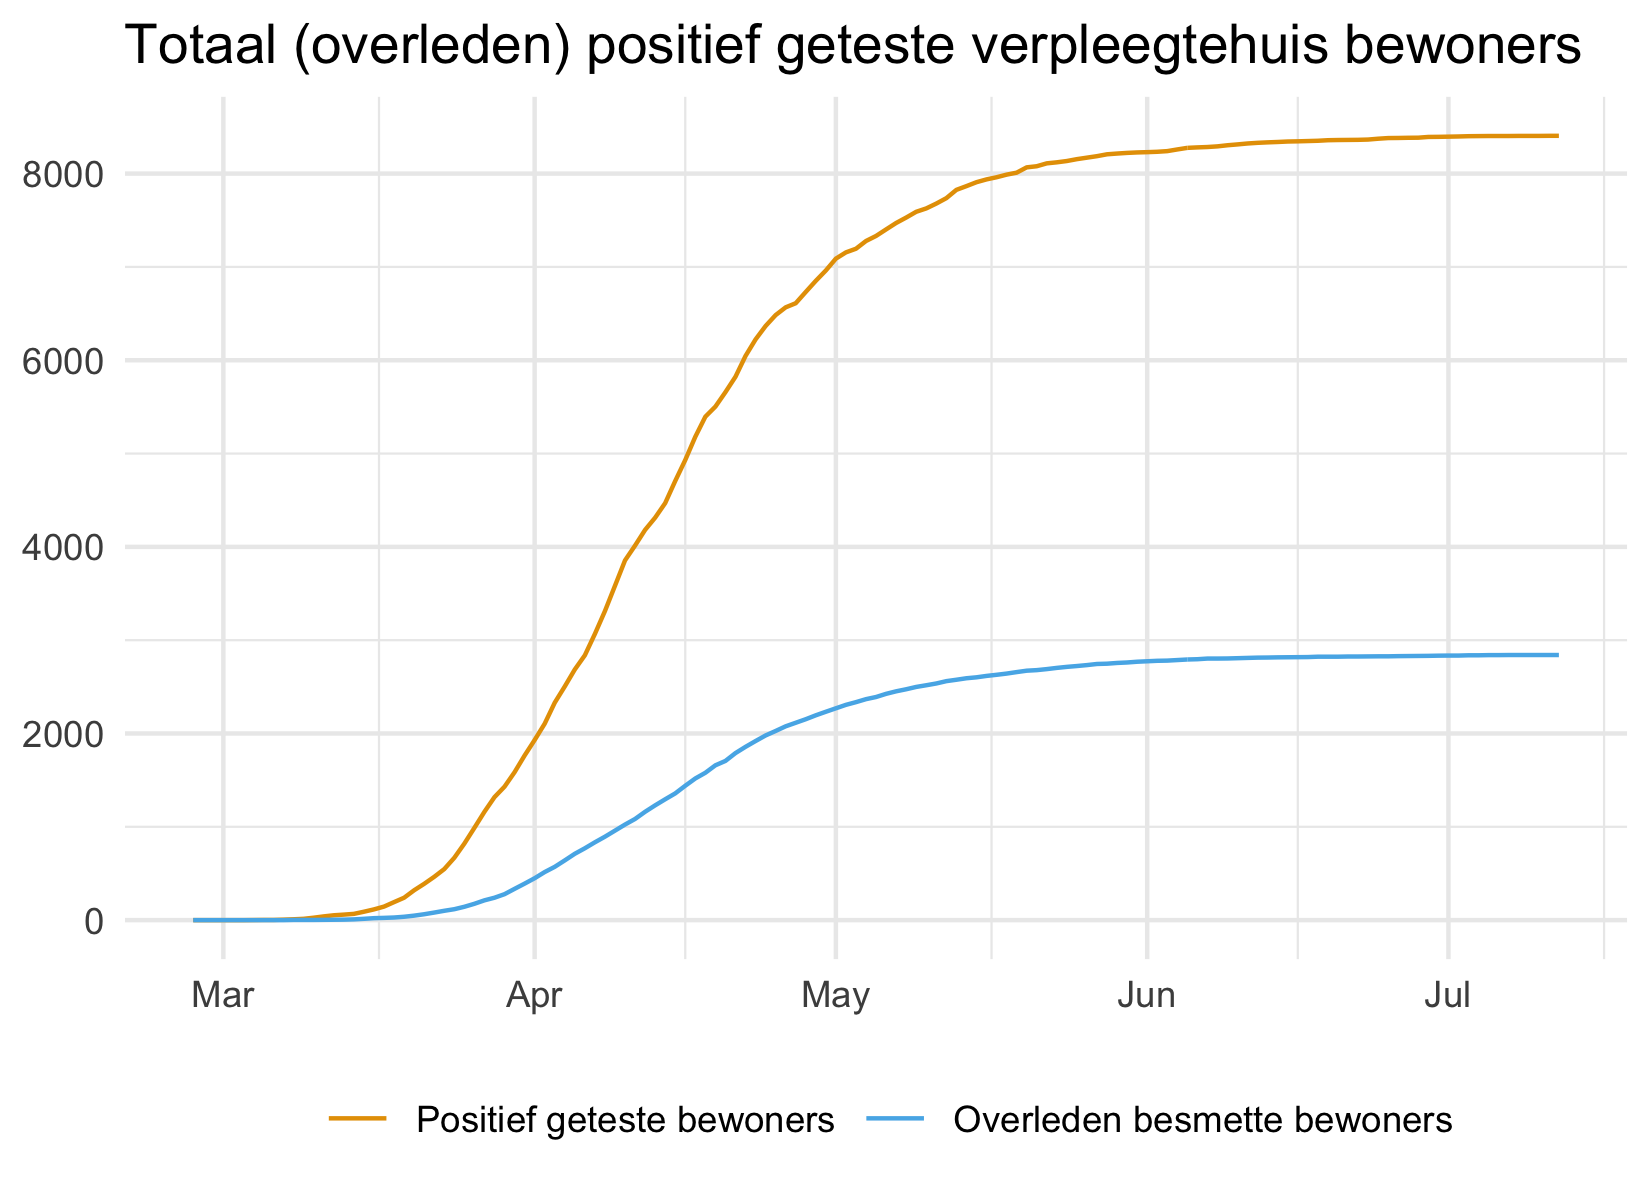 Totaal (overleden) positief geteste verpleegtehuis bewoners
8000
6000
4000
2000
0
Mar Apr May Jun Jul
Positief geteste bewoners Overleden besmette bewoners